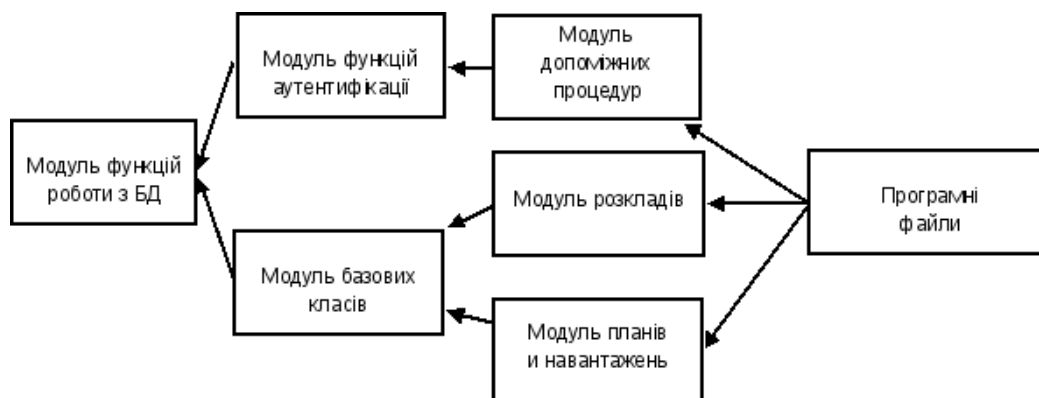 Модуль функцій
аутентифікації
Модуль
допоміжних
процедур
Модуль функцій
роботи з БД
Модуль розкладів
Програмні
файли
Модуль базових
класів
Модуль планів
и навантажень